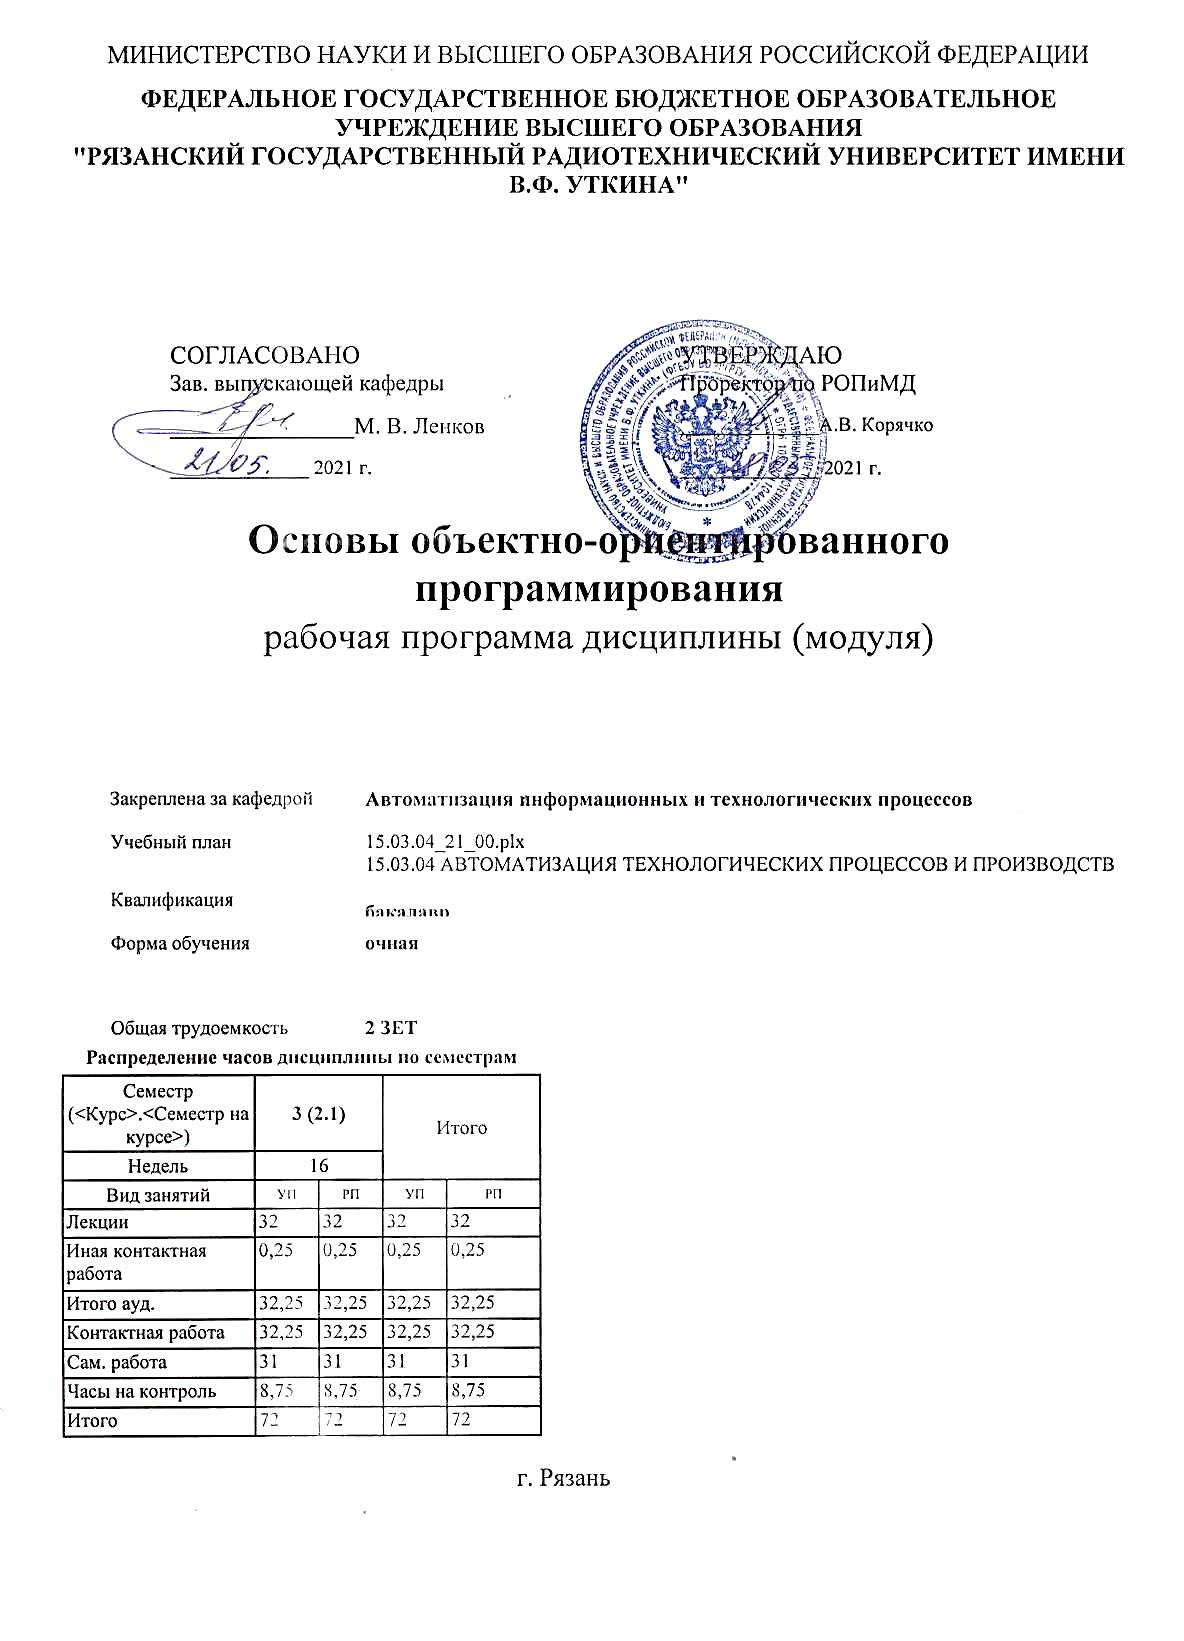 МИНИСТЕРСТВО НАУКИ И ВЫСШЕГО ОБРАЗОВАНИЯ РОССИЙСКОЙ ФЕДЕРАЦИИ
ФЕДЕРАЛЬНОЕ ГОСУДАРСТВЕННОЕ БЮДЖЕТНОЕ ОБРАЗОВАТЕЛЬНОЕ
УЧРЕЖДЕНИЕ ВЫСШЕГО ОБРАЗОВАНИЯ
"РЯЗАНСКИЙ ГОСУДАРСТВЕННЫЙ РАДИОТЕХНИЧЕСКИЙ УНИВЕРСИТЕТ ИМЕНИ
В.Ф. УТКИНА"
СОГЛАСОВАНО
Зав. выпускающей кафедры
М. В. Ленков
21/05. 2021 г.
УТВЕРЖДАЮ
Проректор по РОПиМД
А.В. Корячко
2021 г.
Основы объектно-ориентированного
программирования
рабочая программа дисциплины (модуля)
Закреплена за кафедрой Автоматизация информационных и технологических процессов
Учебный план 15.03.04_21_00.plx
15.03.04 АВТОМАТИЗАЦИЯ ТЕХНОЛОГИЧЕСКИХ ПРОЦЕССОВ И ПРОИЗВОДСТВ
Квалификация бакалавр
Форма обучения очная
Общая трудоемкость 2 ЗЕТ
Распределение часов дисциплины по семестрам
Семестр
(<Курс>.<Семестр на
курсе>) 3 (2.1) Итого
Недель 16
Вид занятий УП РП УП РП
Лекции 32 32 32 32
Иная контактная
работа 0,25 0,25 0,25 0,25
Итого ауд. 32,25 32,25 32,25 32,25
Контактная работа 32,25 32,25 32,25 32,25
Сам. работа 31 31 31 31
Часы на контроль 8,75 8,75 8,75 8,75
Итого 72 72 72 72
г. Рязань